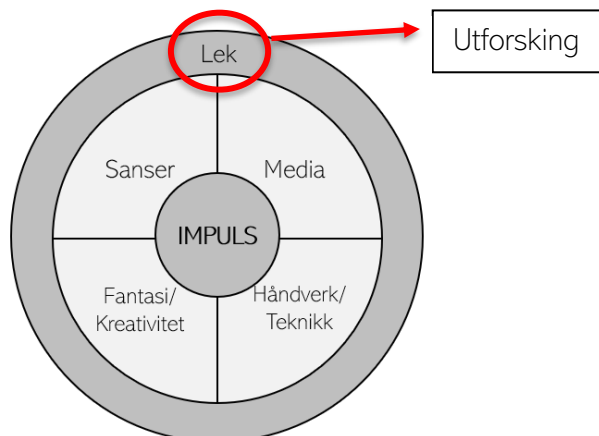 Utforsking
Lek
Sanser
Media
IMPULS
Fantasi/
Kreativitet
Håndverk/
Teknikk